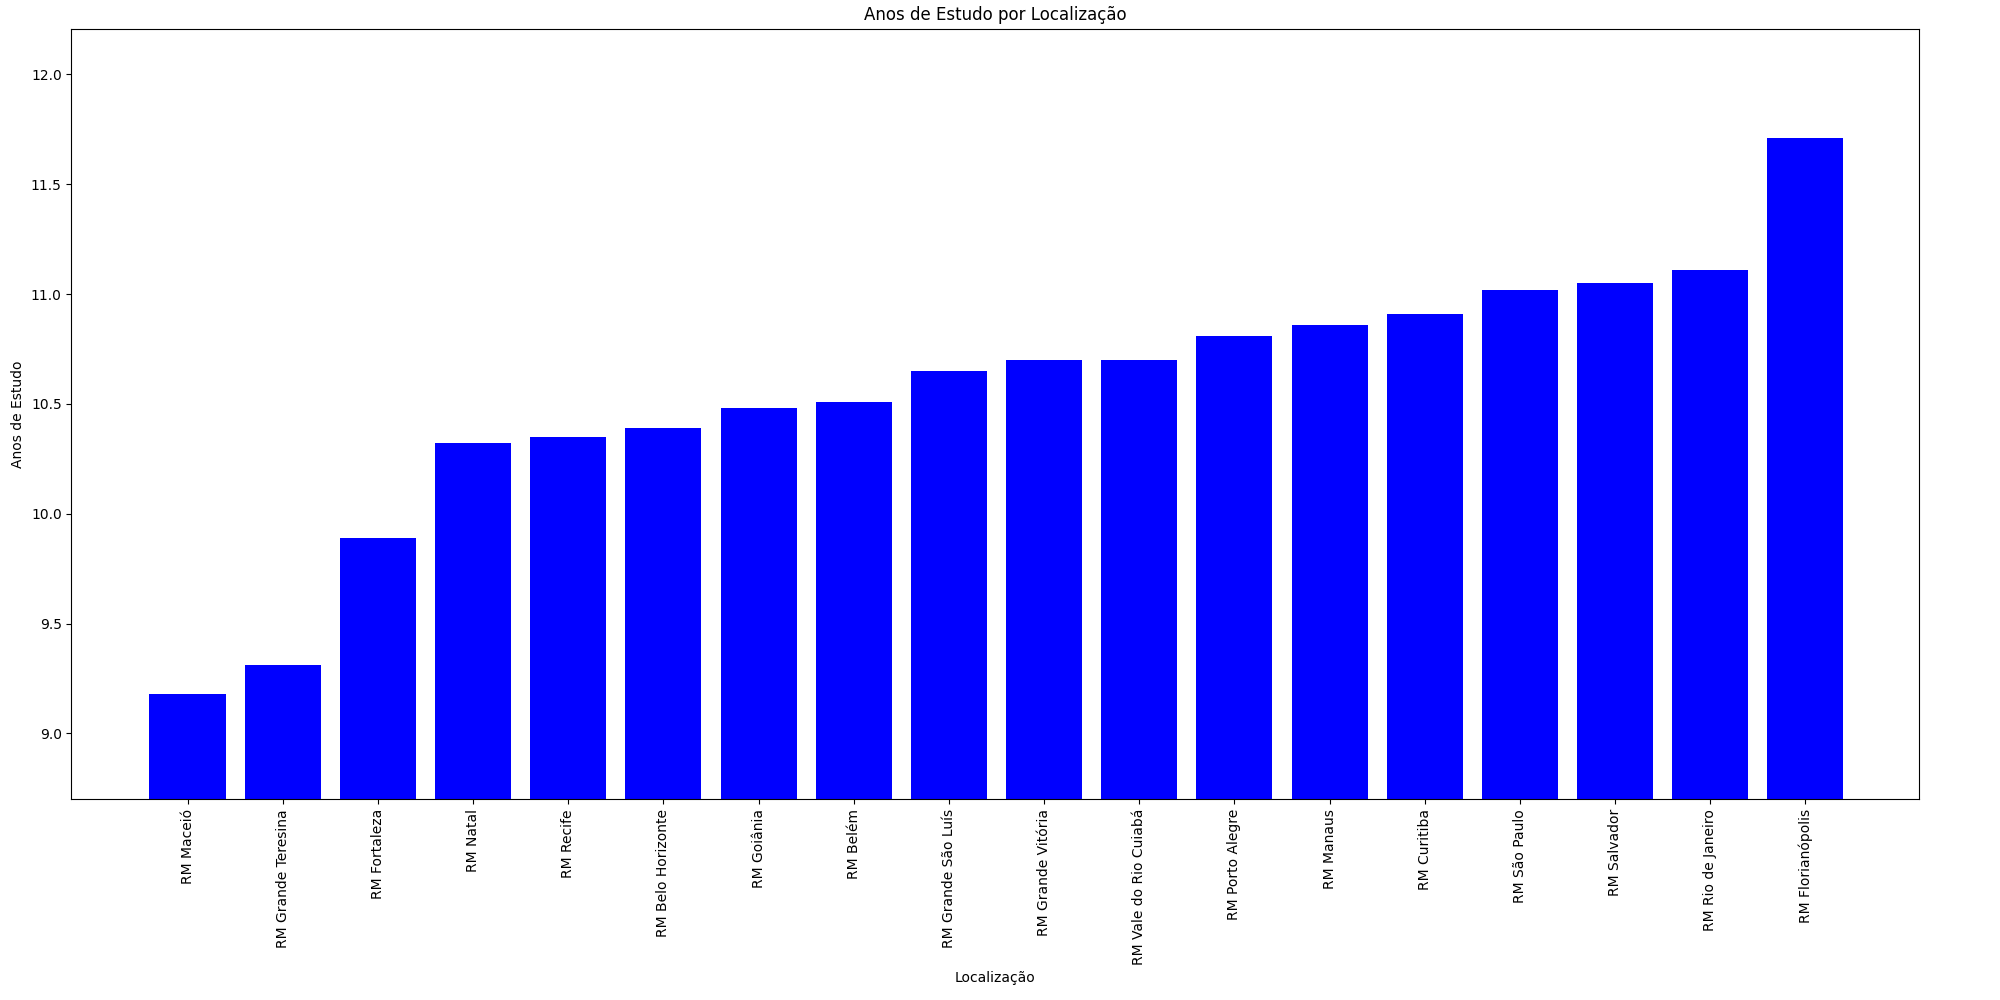 Anos de Estudo por Localização
12.0
11.5
11.0
10.5
10.0
9.5
9.0
Anos de Estudo
RM Maceió
RM Grande Teresina
RM Fortaleza
RM Natal
RM Recife
RM Belo Horizonte
RM Goiânia
RM Belém
RM Grande São Luís
RM Grande Vitória
RM Vale do Rio Cuiabá
RM Porto Alegre
RM Manaus
RM Curitiba
RM São Paulo
RM Salvador
RM Rio de Janeiro
RM Florianópolis
Localização